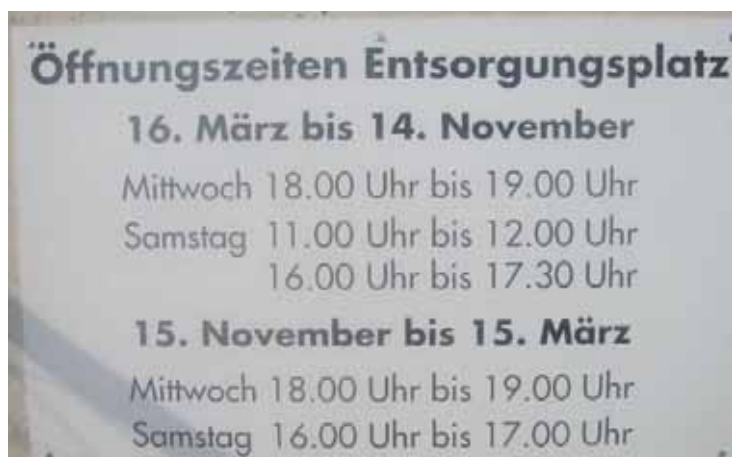 Öffnungszeiten Entsorgungsplatz
16. März bis 14. November
Mittwoch 18.00 Uhr bis 19.00 Uhr
Samstag 11.00 Uhr bis 12.00 Uhr
16.00 Uhr bis 17.30 Uhr
15. November bis 15. März
Mittwoch 18.00 Uhr bis 19.00 Uhr
Samstag 16.00 Uhr bis 17.00 Uhr